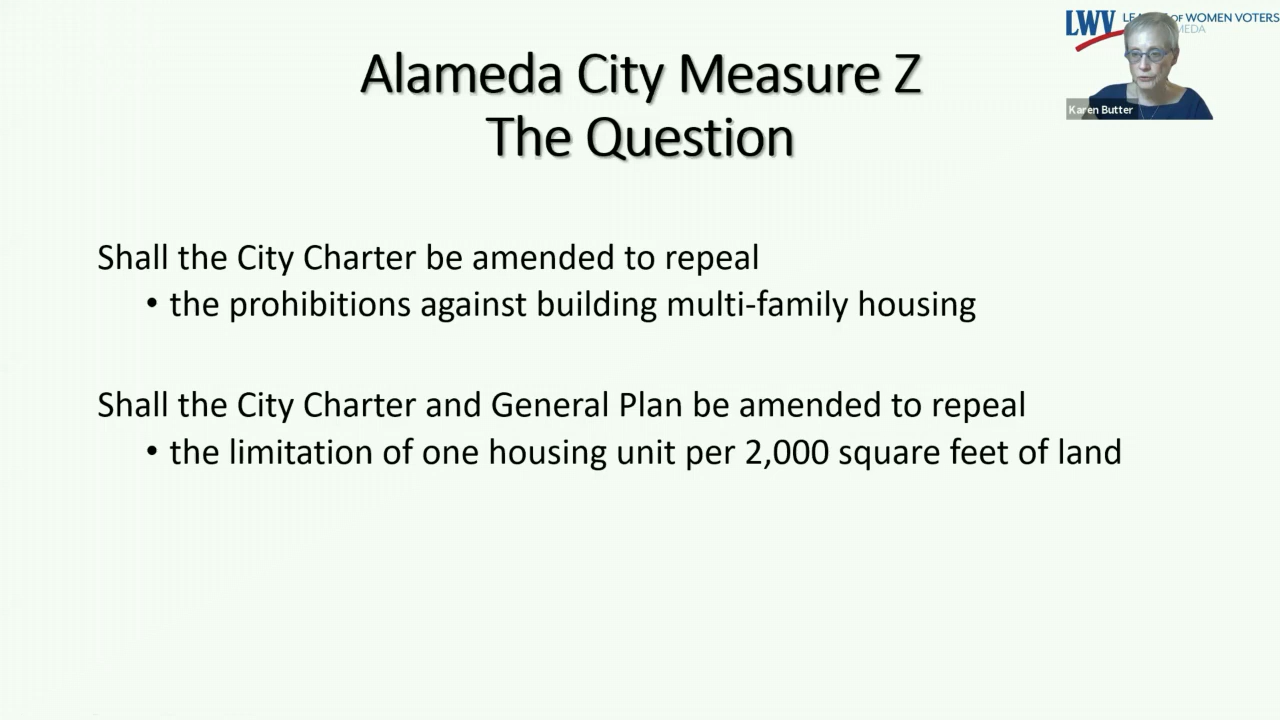 LWV
OF WOMEN VOTERS
Alameda City Measure Z
The Question
Karen Butter
Shall the City Charter be amended to repeal
• the prohibitions against building multi-family housing
Shall the City Charter and General Plan be amended to repeal
• the limitation of one housing unit per 2,000 square feet of land